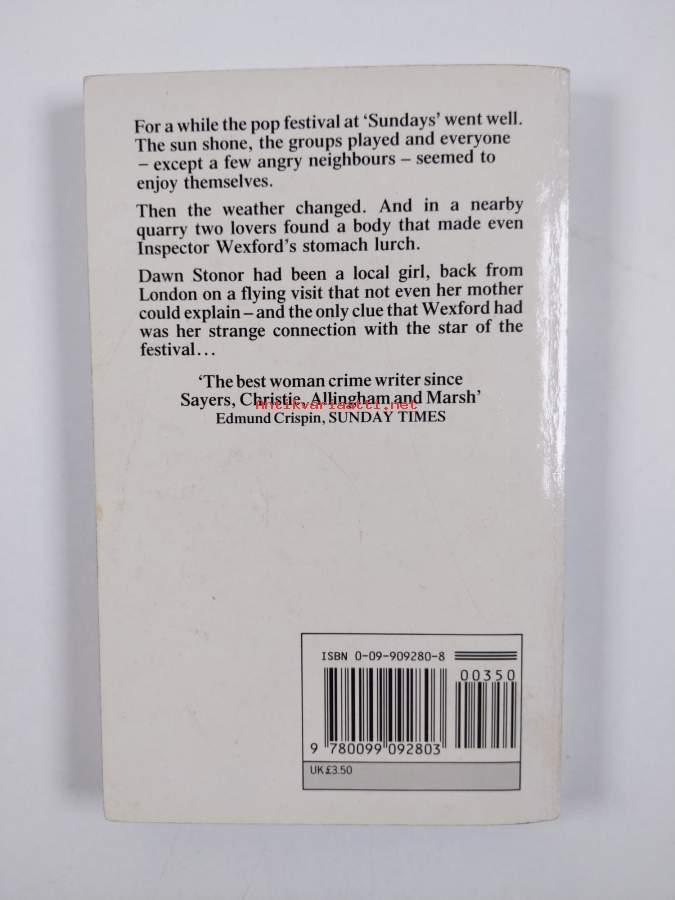 For a while the pop festival at ‘Sundays’ went well.
The sun shone, the groups played and everyone
– except a few angry neighbours – seemed to
enjoy themselves.
Then the weather changed. And in a nearby
quarry two lovers found a body that made even
Inspector Wexford’s stomach lurch.
Dawn Stonor had been a local girl, back from
London on a flying visit that not even her mother
could explain – and the only clue that Wexford had
was her strange connection with the star of the
festival…
‘The best woman crime writer since
Sayers, Christie, Allingham and Marsh’
Antikvariaatti.net
Edmund Crispin, SUNDAY TIMES
ISBN 0-09-909280-8
00350
9 780099 092803
UK £3.50